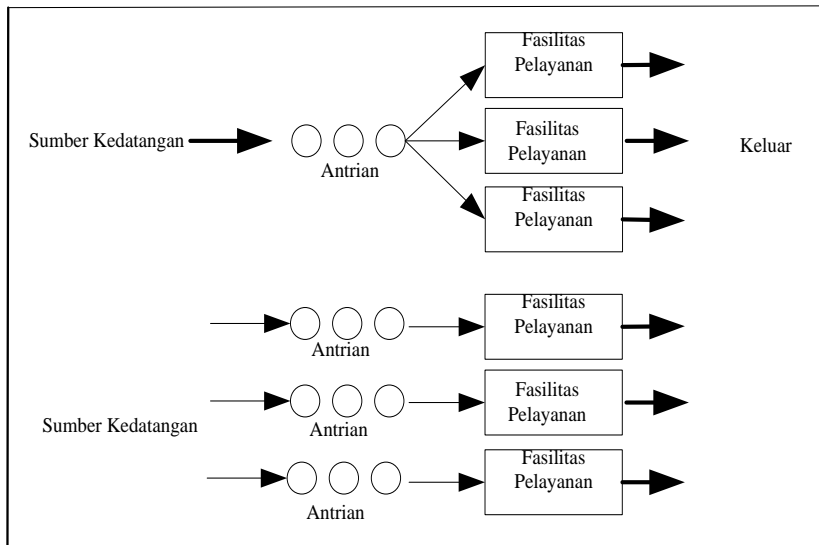 Fasilitas
Pelayanan
Sumber Kedatangan
Antrian
Fasilitas
Pelayanan
Keluar
Fasilitas
Pelayanan
Fasilitas
Pelayanan
Antrian
Sumber Kedatangan
Antrian
Fasilitas
Pelayanan
Antrian
Fasilitas
Pelayanan